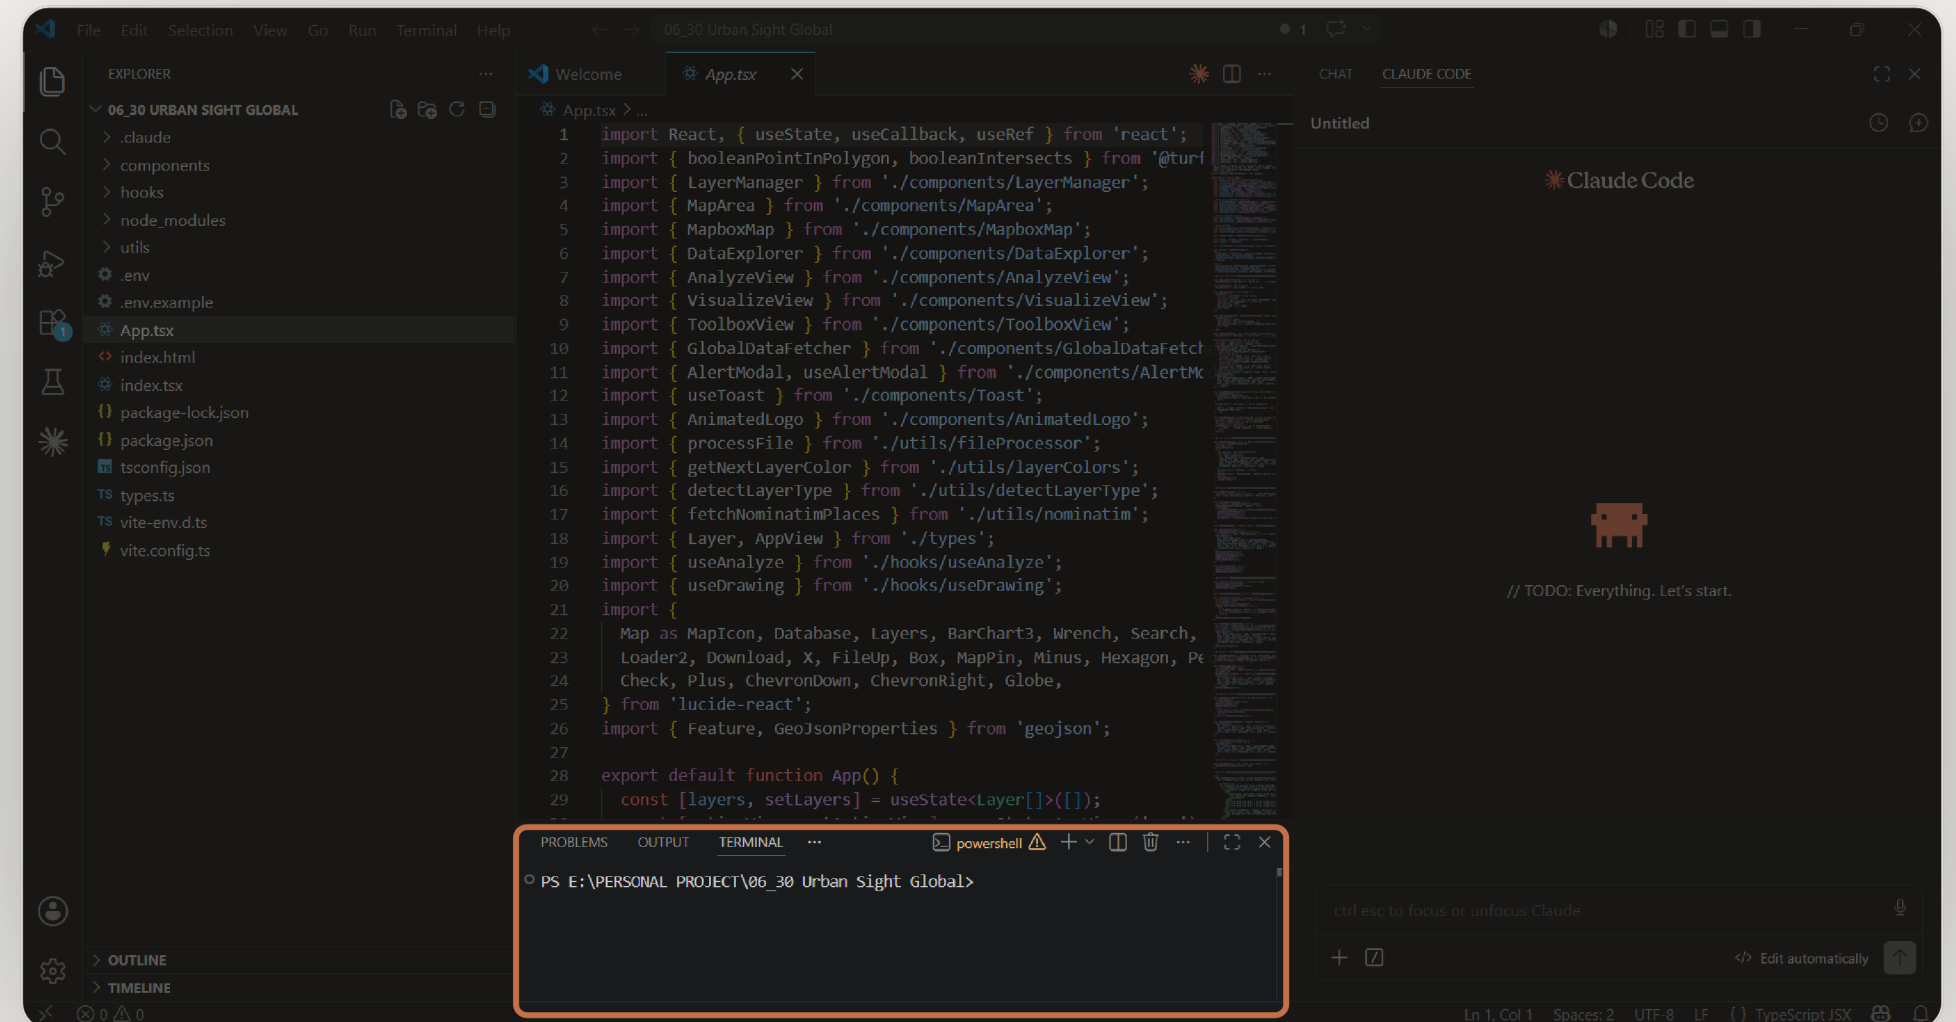 File Edit Selection View Go Run Terminal Help
06_30 Urban Sight Global
1
EXPLORER
06_30 URBAN SIGHT GLOBAL
.claude
components
hooks
node_modules
utils
.env
.env.example
App.tsx
index.html
index.tsx
package-lock.json
package.json
tsconfig.json
TS types.ts
TS vite-env.d.ts
vite.config.ts
OUTLINE
TIMELINE
1
Welcome
App.tsx
App.tsx > ...
1 import React, { useState, useCallback, useRef } from 'react';
2 import { booleanPointInPolygon, booleanIntersects } from '@turf
3 import { LayerManager } from './components/LayerManager';
4 import { MapArea } from './components/MapArea';
5 import { MapboxMap } from './components/MapboxMap';
6 import { DataExplorer } from './components/DataExplorer';
7 import { AnalyzeView } from './components/AnalyzeView';
8 import { VisualizeView } from './components/VisualizeView';
9 import { ToolboxView } from './components/ToolboxView';
10 import { GlobalDataFetcher } from './components/GlobalDataFetch
11 import { AlertModal, useAlertModal } from './components/AlertMo
12 import { useToast } from './components/Toast';
13 import { AnimatedLogo } from './components/AnimatedLogo';
14 import { processFile } from './utils/fileProcessor';
15 import { getNextLayerColor } from './utils/layerColors';
16 import { detectLayerType } from './utils/detectLayerType';
17 import { fetchNominatimPlaces } from './utils/nominatim';
18 import { Layer, AppView } from './types';
19 import { useAnalyze } from './hooks/useAnalyze';
20 import { useDrawing } from './hooks/useDrawing';
21 import {
22 Map as MapIcon, Database, Layers, BarChart3, Wrench, Search,
23 Loader2, Download, X, FileUp, Box, MapPin, Minus, Hexagon, Pe
24 Check, Plus, ChevronDown, ChevronRight, Globe,
25 } from 'lucide-react';
26 import { Feature, GeoJsonProperties } from 'geojson';
27
28 export default function App() {
29 const [layers, setLayers] = useState<Layer[]>([]);
PROBLEMS OUTPUT TERMINAL ... powershell
PS E:\PERSONAL PROJECT\06_30 Urban Sight Global>
CHAT CLAUDE CODE
Untitled
Claude Code
// TODO: Everything. Let's start.
ctrl esc to focus or unfocus Claude
Edit automatically
0 0
Ln 1, Col 1 Spaces: 2 UTF-8 LF { } TypeScript JSX